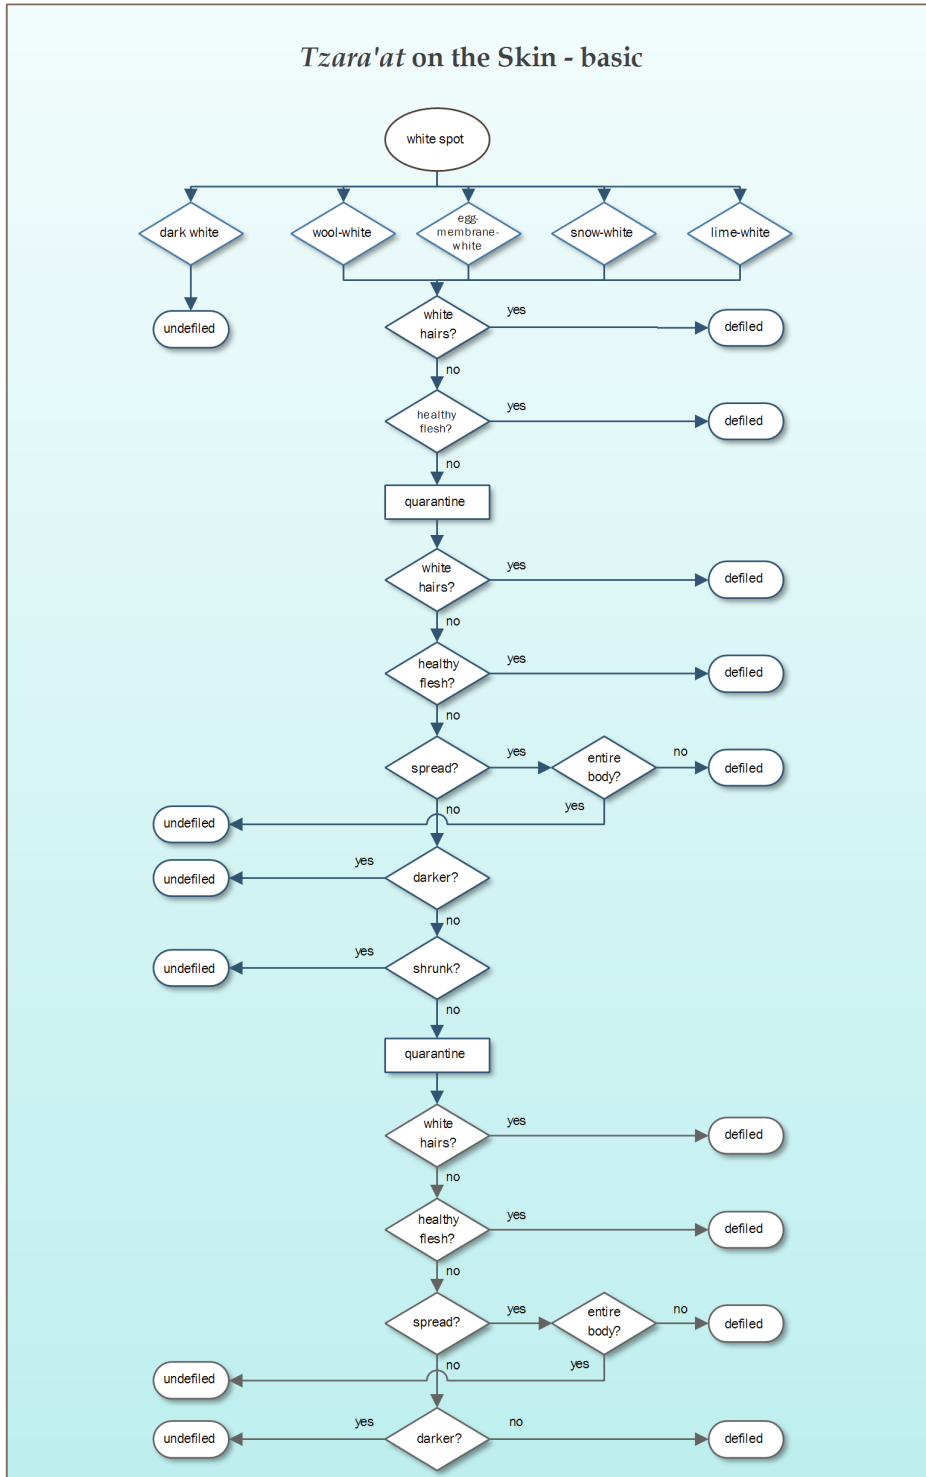 Tzara'at on the Skin - basic
white spot
dark white
wool-white
egg-
membrane-
white
snow-white
lime-white
undefiled
white
hairs?
yes
defiled
no
healthy
flesh?
yes
defiled
no
quarantine
white
hairs?
yes
defiled
no
healthy
flesh?
yes
defiled
no
spread?
yes
entire
body?
no
defiled
yes
no
undefiled
yes
undefiled
darker?
no
yes
undefiled
shrunk?
no
quarantine
white
hairs?
yes
defiled
no
healthy
flesh?
yes
defiled
no
spread?
yes
entire
body?
no
defiled
yes
no
undefiled
yes
undefiled
darker?
no
defiled